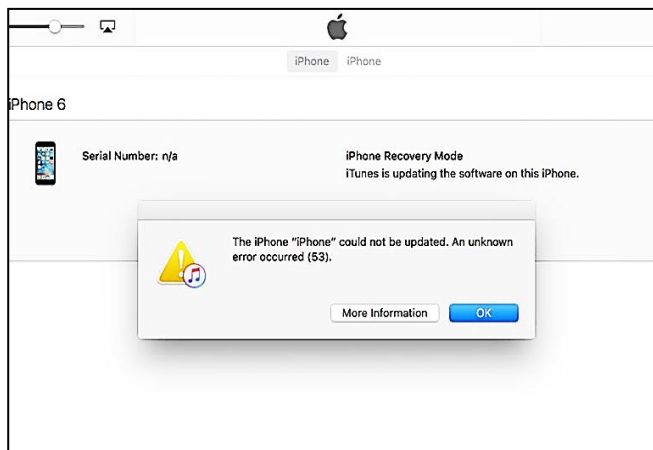 iPhone iPhone
iPhone 6
Serial Number: n/a
iPhone Recovery Mode
iTunes is updating the software on this iPhone.
The iPhone "iPhone" could not be updated. An unknown
error occurred (53).
More Information
OK